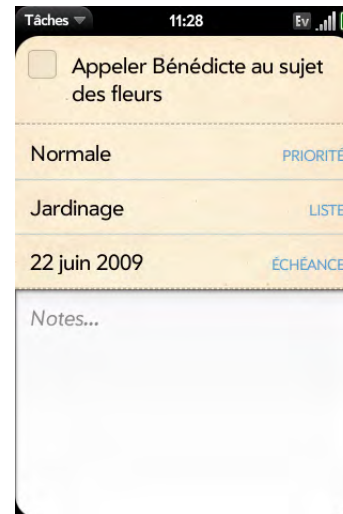 Tâches 11:28 Ev
Appeler Bénédicte au sujet
des fleurs
Normale PRIORITÉ
Jardinage LISTE
22 juin 2009 ÉCHÉANCE
Notes...